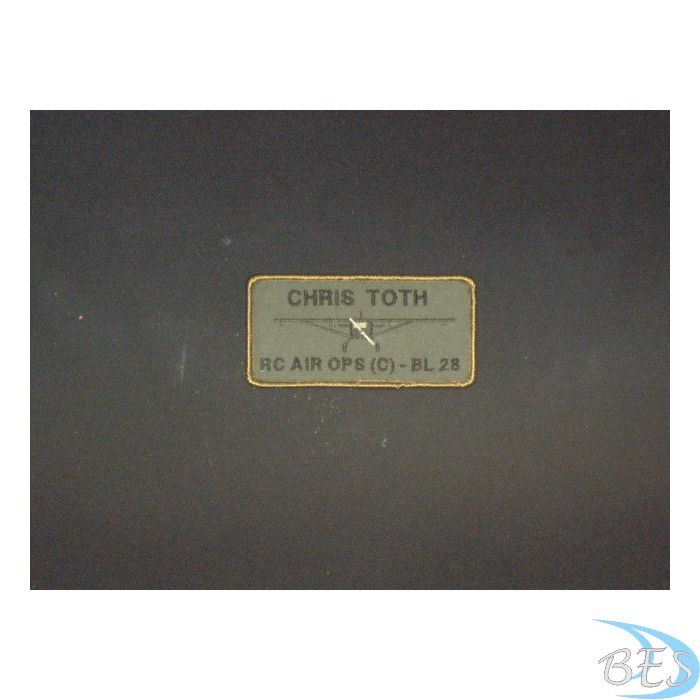 CHRIS TOTH
RC AIR OPS (C) - BL 28
BES